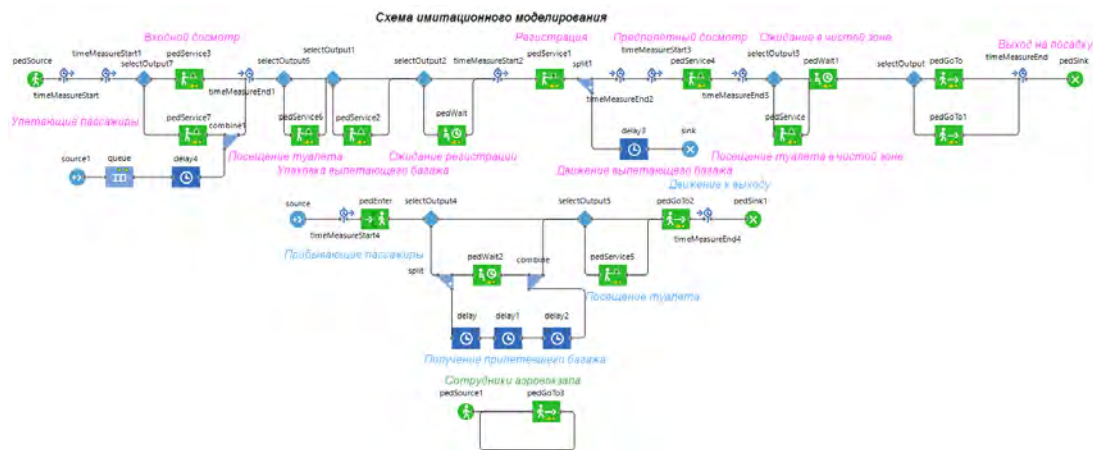 Схема имитационного моделирования
Входной досмотр
Регистрация
Предполётный досмотр
Ожидание в чистой зоне
Выход на посадку
timeMeasureStart1
pedService3
selectOutput1
selectOutput2
timeMeasureStart2
pedService1
timeMeasureStart3
selectOutput3
pedWait1
selectOutput
pedGoTo
timeMeasureEnd
pedSource
selectOutput7
selectOutput6
split1
pedService4
pedSink
timeMeasureStart
timeMeasureEnd1
timeMeasureEnd2
timeMeasureEnd3
pedService7
combine1
pedService6
pedService2
pedWait
pedService
pedGoTo1
Улетающие пассажиры
delay3
sink
source1
queue
delay4
Посещение туалета
Ожидание регистрации
Посещение туалета в чистой зоне
Упаковка вылетающего багажа
Движение вылетающего багажа
Движение к выходу
source
pedEnter
selectOutput4
selectOutput5
pedGoTo2
pedSink1
timeMeasureStart4
timeMeasureEnd4
Прибывающие пассажиры
split
pedWait2
combine
pedService5
Посещение туалета
delay
delay1
delay2
Получение прилетевшего багажа
Сотрудники аэровокзала
pedSource1
pedGoTo3